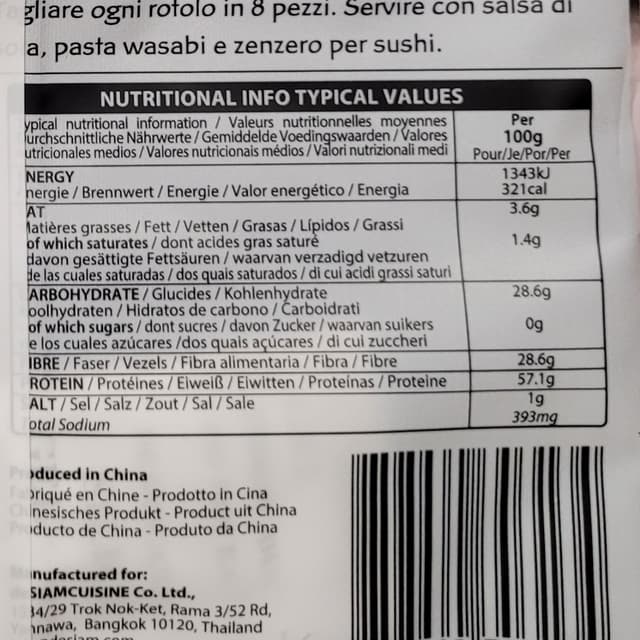 gliare ogni rotolo in 8 pezzi. Servire con salsa di
a, pasta wasabi e zenzero per sushi.
NUTRITIONAL INFO TYPICAL VALUES
ypical nutritional information / Valeurs nutritionnelles moyennes
urchschnittliche Nährwerte / Gemiddelde Voedingswaarden / Valores
utricionales medios / Valores nutricionais médios / Valori nutrizionali medi
Per
100g
Pour/Je/Por/Per
NERGY 1343kJ
nergie / Brennwert / Energie / Valor energético / Energia 321cal
AT 3.6g
Matières grasses / Fett / Vetten / Grasas / Lípidos / Grassi
of which saturates / dont acides gras saturé 1.4g
davon gesättigte Fettsäuren / waarvan verzadigd vetzuren
de las cuales saturadas / dos quais saturados / di cui acidi grassi saturi
ARBOHYDRATE / Glucides / Kohlenhydrate 28.6g
oolhydraten / Hidratos de carbono / Carboidrati
of which sugars / dont sucres / davon Zucker / waarvan suikers 0g
e los cuales azúcares /dos quais açúcares / di cui zuccheri
IBRE / Faser / Vezels / Fibra alimentaria / Fibra / Fibre 28.6g
ROTEIN / Protéines / Eiweiß / Eiwitten / Proteínas / Proteine 57.1g
ALT / Sel / Salz / Zout / Sal / Sale 1g
otal Sodium 393mg
Produced in China
Fabriqué en Chine - Prodotto in Cina
Chinesisches Produkt - Product uit China
Producto de China - Produto da China
Manufactured for:
SIAMCUISINE Co. Ltd.,
34/29 Trok Nok-Ket, Rama 3/52 Rd,
Yannawa, Bangkok 10120, Thailand